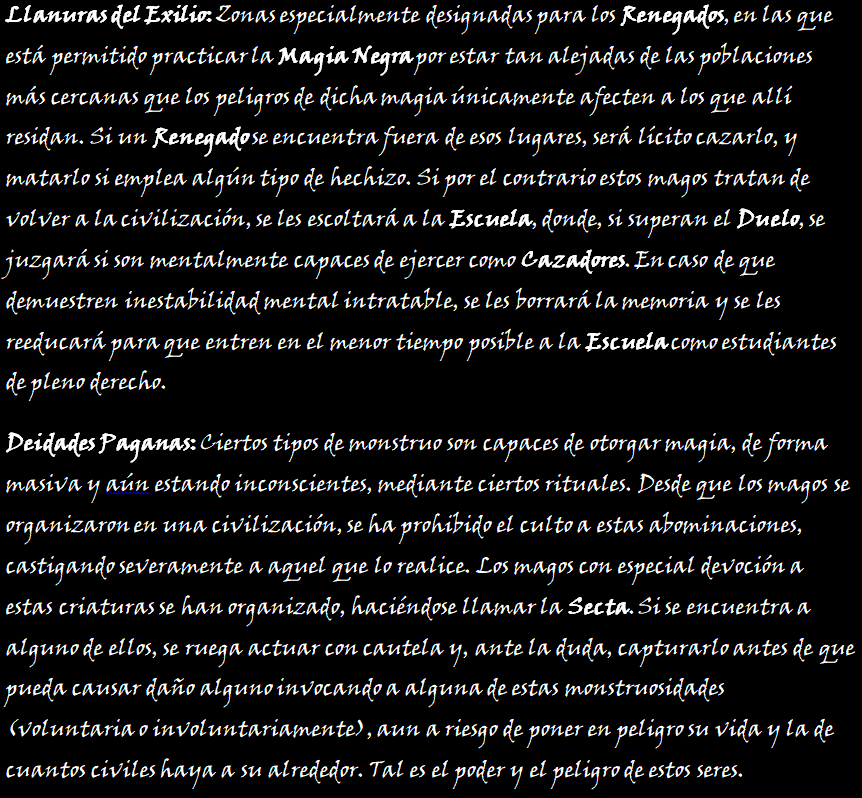 Llanuras del Exilio: Zonas especialmente designadas para los Renegados, en las que
está permitido practicar la Magia Negra por estar tan alejadas de las poblaciones
más cercanas que los peligros de dicha magia únicamente afecten a los que allí
residan. Si un Renegado se encuentra fuera de esos lugares, será lícito cazarlo, y
matarlo si emplea algún tipo de hechizo. Si por el contrario estos magos tratan de
volver a la civilización, se les escoltará a la Escuela, donde, si superan el Duelo, se
juzgará si son mentalmente capaces de ejercer como Cazadores. En caso de que
demuestren inestabilidad mental intratable, se les borrará la memoria y se les
reeducará para que entren en el menor tiempo posible a la Escuela como estudiantes
de pleno derecho.
Deidades Paganas: Ciertos tipos de monstruo son capaces de otorgar magia, de forma
masiva y aún estando inconscientes, mediante ciertos rituales. Desde que los magos se
organizaron en una civilización, se ha prohibido el culto a estas abominaciones,
castigando severamente a aquel que lo realice. Los magos con especial devoción a
estas criaturas se han organizado, haciéndose llamar la Secta. Si se encuentra a
alguno de ellos, se ruega actuar con cautela y, ante la duda, capturarlo antes de que
pueda causar daño alguno invocando a alguna de estas monstruosidades
(voluntaria o involuntariamente), aun a riesgo de poner en peligro su vida y la de
cuantos civiles haya a su alrededor. Tal es el poder y el peligro de estos seres.